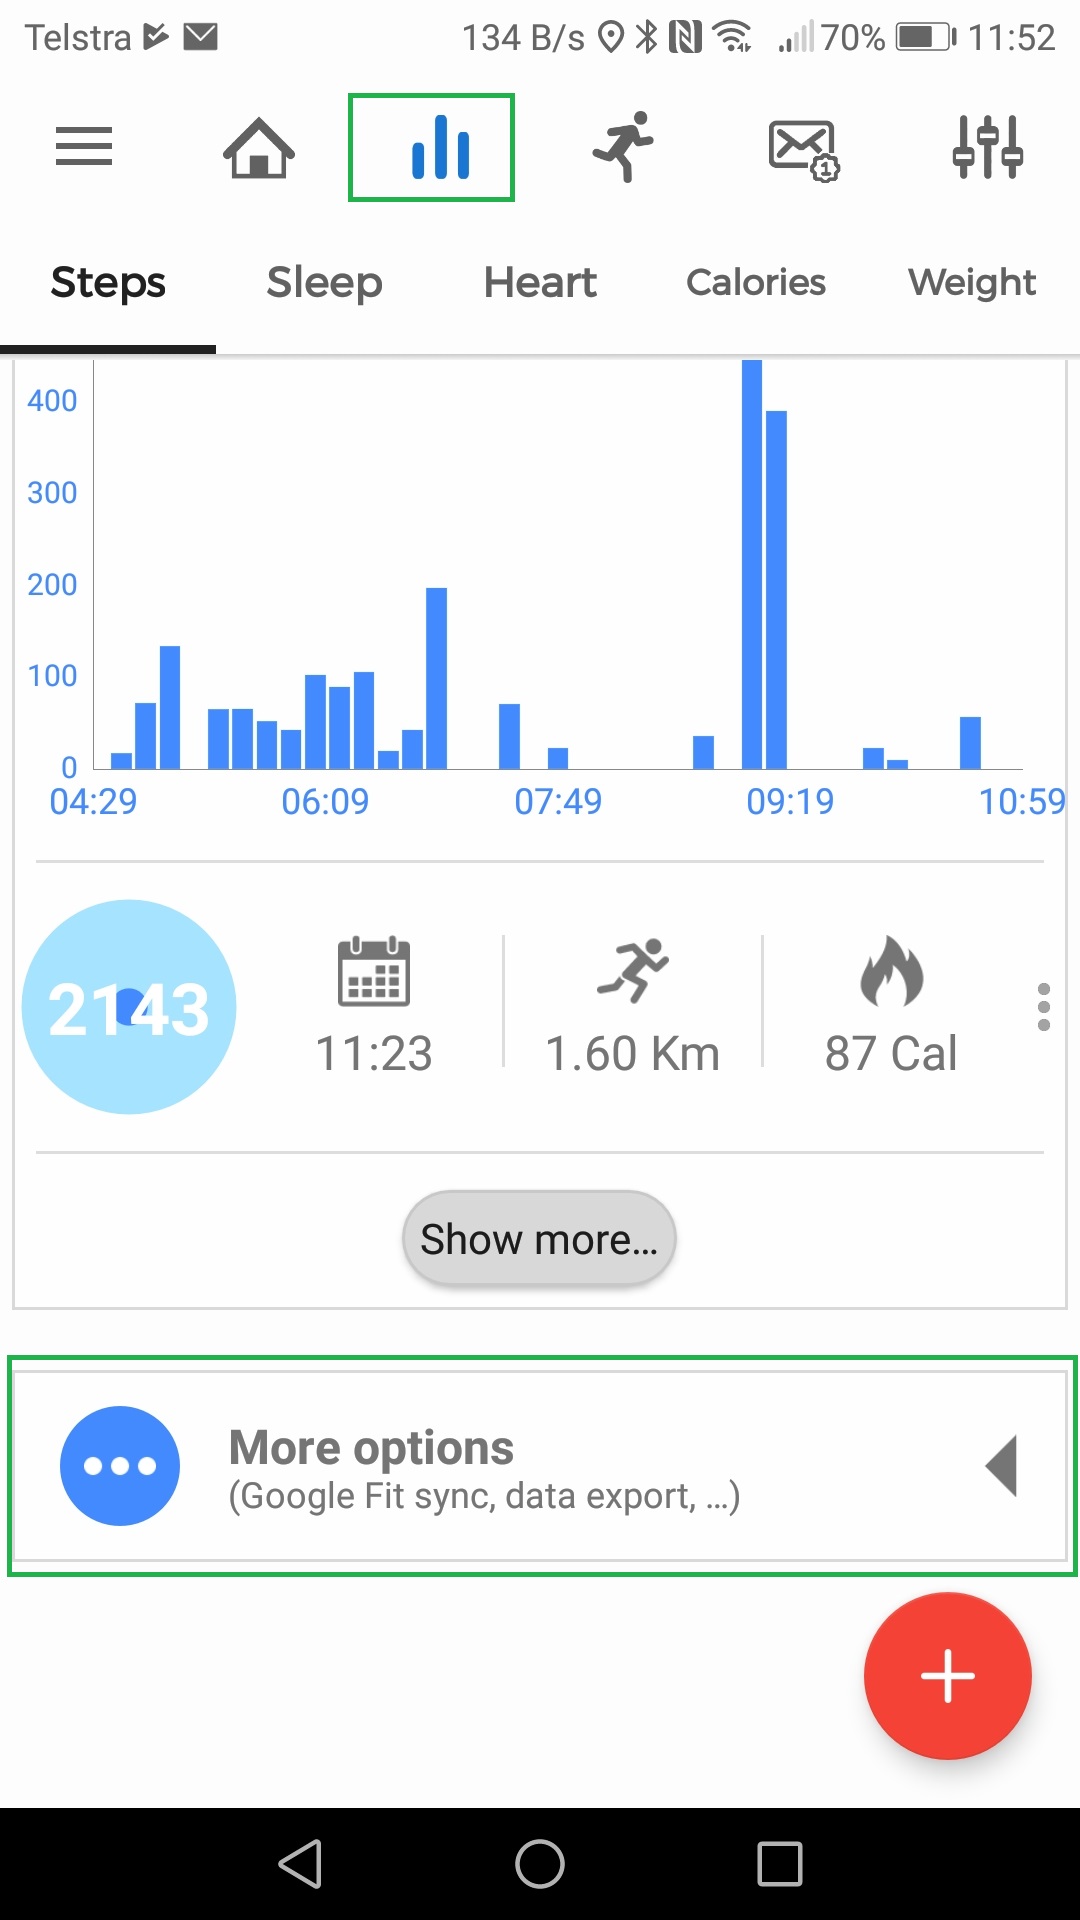 Telstra 134 B/s 70% 11:52
1
Steps Sleep Heart Calories Weight
400
300
200
100
0
04:29 06:09 07:49 09:19 10:59
2143
11:23 1.60 Km 87 Cal
Show more...
More options
(Google Fit sync, data export, ...)